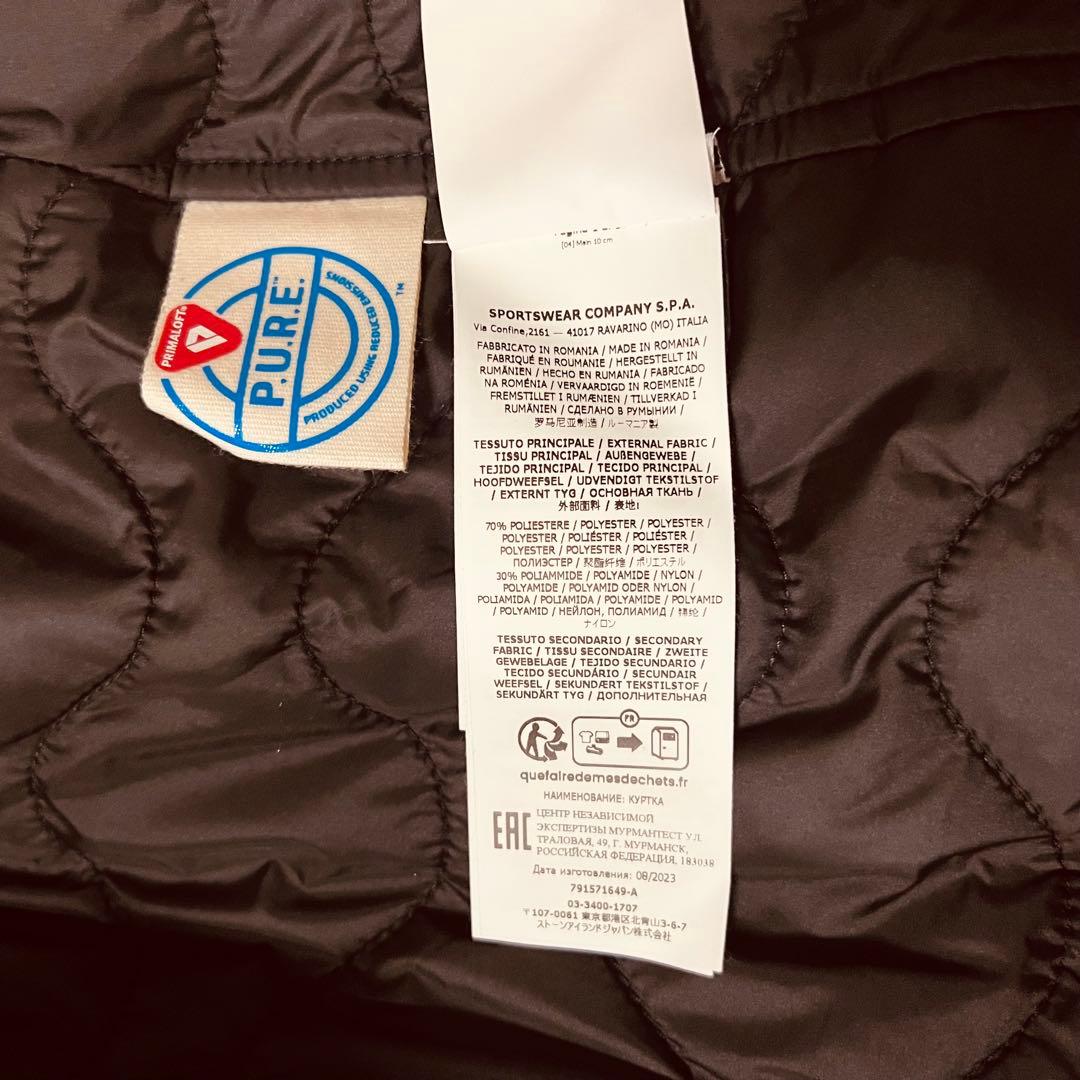 PRIMALOFT®
P.U.R.E.™
PRODUCED USING REDUCED EMISSIONS
™
[04] Main 10 cm
SPORTSWEAR COMPANY S.P.A.
Via Confine,2161 — 41017 RAVARINO (MO) ITALIA
FABBRICATO IN ROMANIA / MADE IN ROMANIA /
FABRIQUÉ EN ROUMANIE / HERGESTELLT IN
RUMÄNIEN / HECHO EN RUMANIA / FABRICADO
NA ROMÉNIA / VERVAARDIGD IN ROEMENIË /
FREMSTILLET I RUMÆNIEN / TILLVERKAD I
RUMÄNIEN / СДЕЛАНО В РУМЫНИИ /
罗马尼亚制造 / ルーマニア製
TESSUTO PRINCIPALE / EXTERNAL FABRIC /
TISSU PRINCIPAL / AUßENGEWEBE /
TEJIDO PRINCIPAL / TECIDO PRINCIPAL /
HOOFDWEEFSEL / UDVENDIGT TEKSTILSTOF
/ EXTERNT TYG / ОСНОВНАЯ ТКАНЬ /
外部面料 / 表地1
70% POLIESTERE / POLYESTER / POLYESTER /
POLYESTER / POLIÉSTER / POLIÉSTER /
POLYESTER / POLYESTER / POLYESTER /
ПОЛИЭСТЕР / 聚酯纤维 / ポリエステル
30% POLIAMMIDE / POLYAMIDE / NYLON /
POLYAMIDE / POLYAMID ODER NYLON /
POLIAMIDA / POLIAMIDA / POLYAMIDE / POLYAMID
/ POLYAMID / НЕЙЛОН, ПОЛИАМИД / 锦纶 /
ナイロン
TESSUTO SECONDARIO / SECONDARY
FABRIC / TISSU SECONDAIRE / ZWEITE
GEWEBELAGE / TEJIDO SECUNDARIO /
TECIDO SECUNDÁRIO / SECUNDAIR
WEEFSEL / SEKUNDÆRT TEKSTILSTOF /
SEKUNDÄRT TYG / ДОПОЛНИТЕЛЬНАЯ
FR
quefairedemesdechets.fr
НАИМЕНОВАНИЕ: КУРТКА
EAC
ЦЕНТР НЕЗАВИСИМОЙ
ЭКСПЕРТИЗЫ МУРМАНТЕСТ УЛ.
ТРАЛОВАЯ, 49, Г. МУРМАНСК,
РОССИЙСКАЯ ФЕДЕРАЦИЯ, 183038
Дата изготовления: 08/2023
791571649-A
03-3400-1707
〒107-0061 東京都港区北青山3-6-7
ストーンアイランドジャパン株式会社